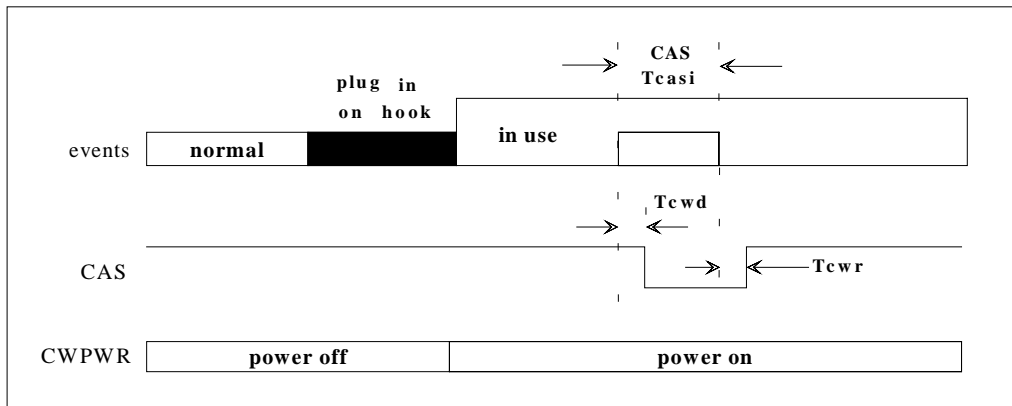 CAS
Tcasi
plug in
on hook
events
normal
in use
Tcwd
CAS
Tcwr
CWPWR
power off
power on